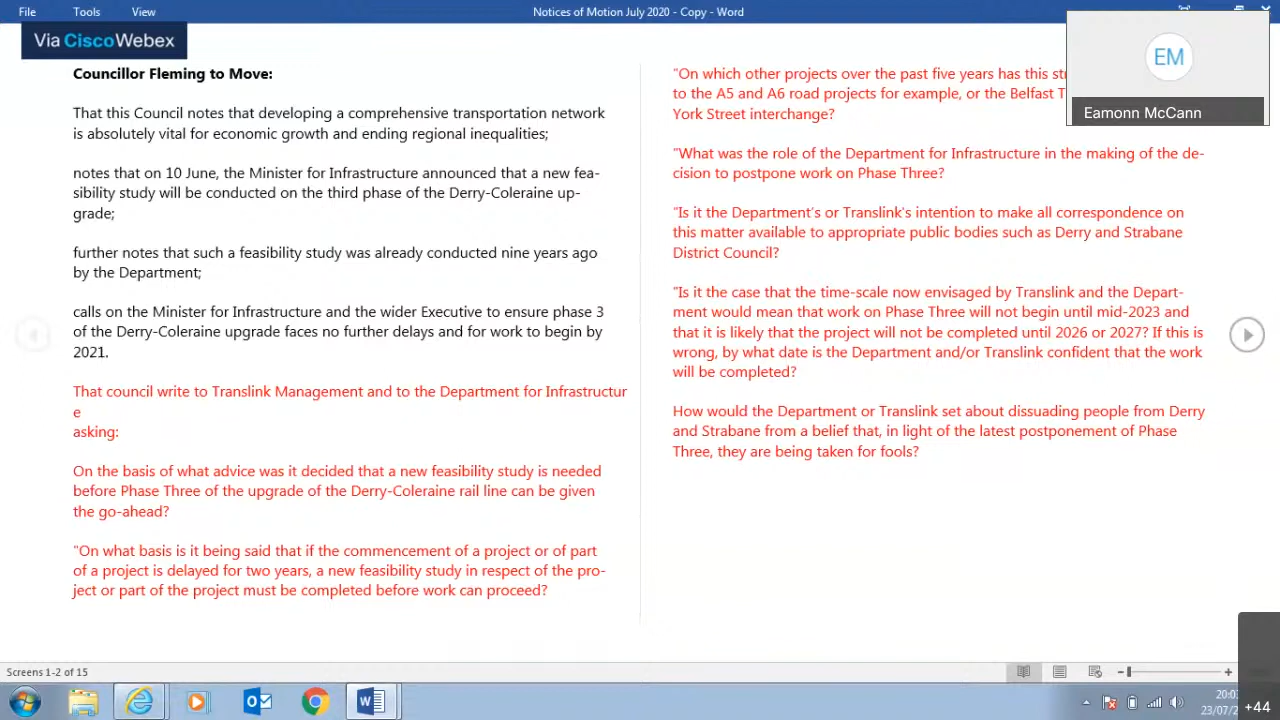 File Tools View
Notices of Motion July 2020 - Copy - Word
Via CiscoWebex
EM
Eamonn McCann
Councillor Fleming to Move:
That this Council notes that developing a comprehensive transportation network
is absolutely vital for economic growth and ending regional inequalities;
notes that on 10 June, the Minister for Infrastructure announced that a new fea-
sibility study will be conducted on the third phase of the Derry-Coleraine up-
grade;
further notes that such a feasibility study was already conducted nine years ago
by the Department;
calls on the Minister for Infrastructure and the wider Executive to ensure phase 3
of the Derry-Coleraine upgrade faces no further delays and for work to begin by
2021.
That council write to Translink Management and to the Department for Infrastructur
e
asking:
On the basis of what advice was it decided that a new feasibility study is needed
before Phase Three of the upgrade of the Derry-Coleraine rail line can be given
the go-ahead?
"On what basis is it being said that if the commencement of a project or of part
of a project is delayed for two years, a new feasibility study in respect of the pro-
ject or part of the project must be completed before work can proceed?
"On which other projects over the past five years has this
to the A5 and A6 road projects for example, or the Belfast
York Street interchange?
"What was the role of the Department for Infrastructure in the making of the de-
cision to postpone work on Phase Three?
"Is it the Department's or Translink's intention to make all correspondence on
this matter available to appropriate public bodies such as Derry and Strabane
District Council?
"Is it the case that the time-scale now envisaged by Translink and the Depart-
ment would mean that work on Phase Three will not begin until mid-2023 and
that it is likely that the project will not be completed until 2026 or 2027? If this is
wrong, by what date is the Department and/or Translink confident that the work
will be completed?
How would the Department or Translink set about dissuading people from Derry
and Strabane from a belief that, in light of the latest postponement of Phase
Three, they are being taken for fools?
Screens 1-2 of 15
+44